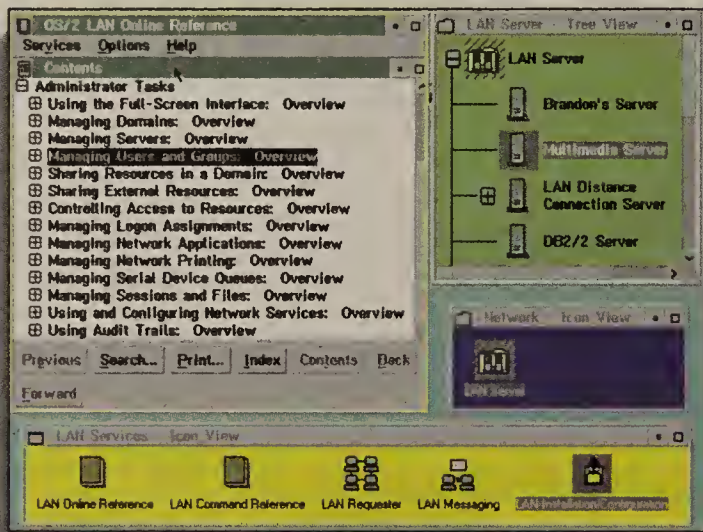 OS/2 LAN Online Reference
Services Options Help
Contents
Administrator Tasks
Using the Full-Screen Interface: Overview
Managing Domains: Overview
Managing Servers: Overview
Managing Users and Groups: Overview
Sharing Resources in a Domain: Overview
Sharing External Resources: Overview
Controlling Access to Resources: Overview
Managing Logon Assignments: Overview
Managing Network Applications: Overview
Managing Network Printing: Overview
Managing Serial Device Queues: Overview
Managing Sessions and Files: Overview
Using and Configuring Network Services: Overview
Using Audit Trails: Overview
Previous Search... Print... Index Contents Back
Forward
LAN Server - Tree View
LAN Server
Brandon's Server
Multimedia Server
LAN Distance
Connection Server
DB2/2 Server
Network - Icon View
LAN Server
LAN Services - Icon View
LAN Online Reference
LAN Command Reference
LAN Requester
LAN Messaging
LAN Installation/Configuration